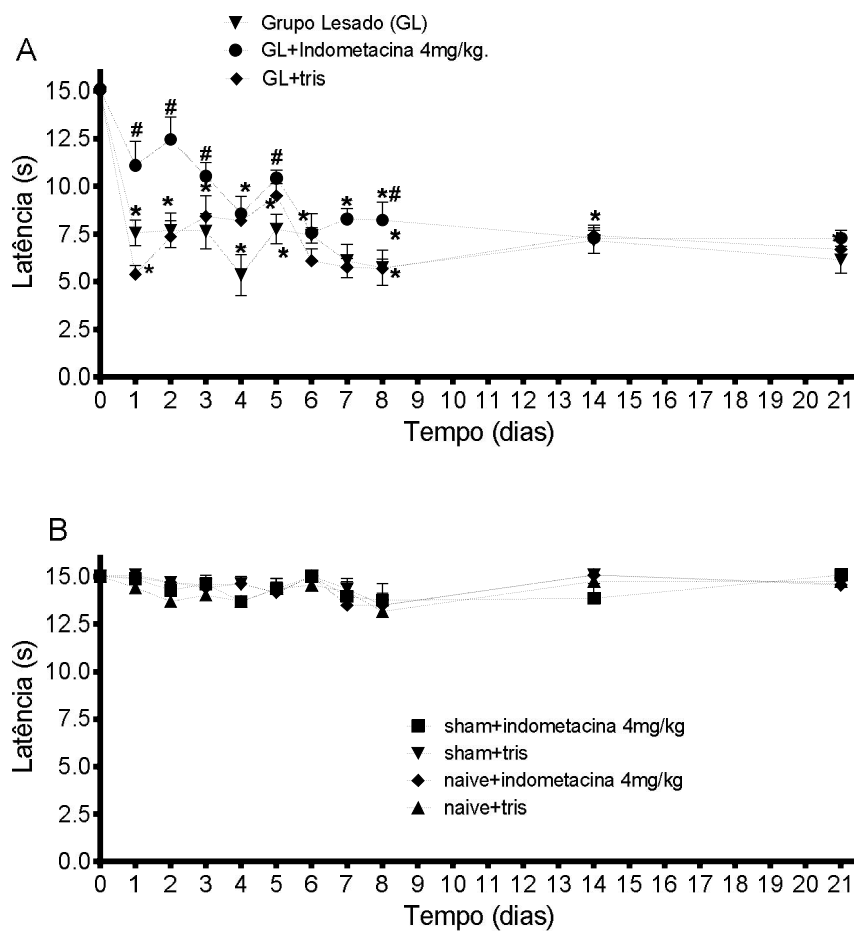 A
Grupo Lesado (GL)
GL+Indometacina 4mg/kg.
GL+tris
Latência (s)
15.0
12.5
10.0
7.5
5.0
2.5
0.0
# # # # # 
* * * * * * * * * * * * * * *
0 1 2 3 4 5 6 7 8 9 10 11 12 13 14 15 16 17 18 19 20 21
Tempo (dias)
B
Latência (s)
15.0
12.5
10.0
7.5
5.0
2.5
0.0
sham+indometacina 4mg/kg
sham+tris
naive+indometacina 4mg/kg
naive+tris
0 1 2 3 4 5 6 7 8 9 10 11 12 13 14 15 16 17 18 19 20 21
Tempo (dias)